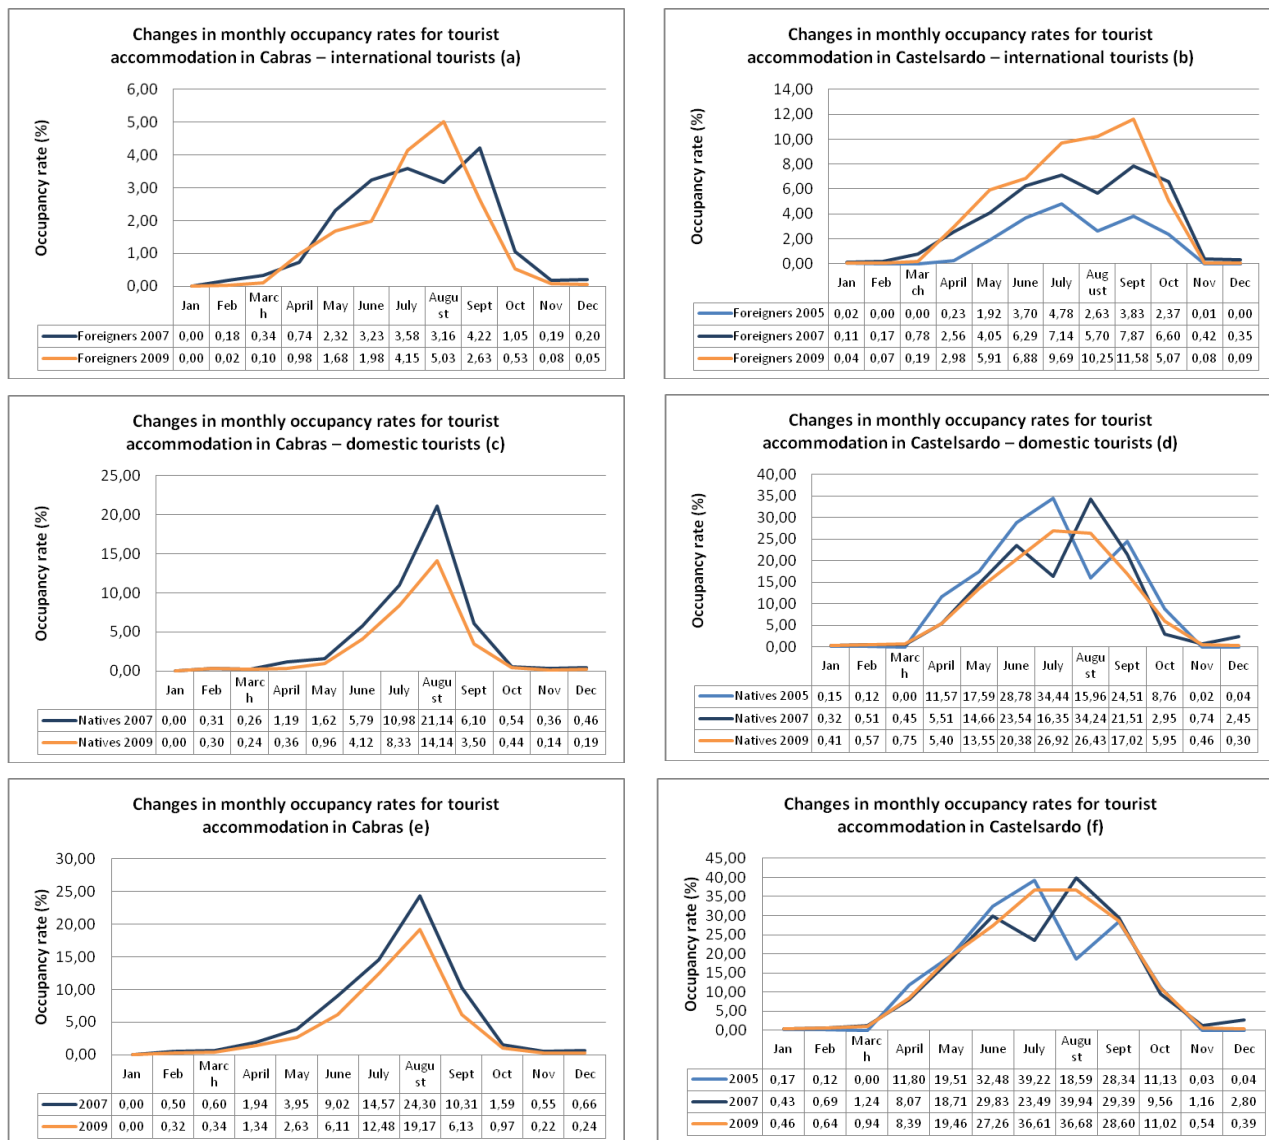 Changes in monthly occupancy rates for tourist
accommodation in Cabras – international tourists (a)
Occupancy rate (%)
6,00
5,00
4,00
3,00
2,00
1,00
0,00
Jan Feb March April May June July August Sept Oct Nov Dec
Foreigners 2007 0,00 0,18 0,34 0,74 2,32 3,23 3,58 3,16 4,22 1,05 0,19 0,20
Foreigners 2009 0,00 0,02 0,10 0,98 1,68 1,98 4,15 5,03 2,63 0,53 0,08 0,05
Changes in monthly occupancy rates for tourist
accommodation in Castelsardo – international tourists (b)
Occupancy rate (%)
14,00
12,00
10,00
8,00
6,00
4,00
2,00
0,00
Jan Feb March April May June July August Sept Oct Nov Dec
Foreigners 2005 0,02 0,00 0,00 0,23 1,92 3,70 4,78 2,63 3,83 2,37 0,01 0,00
Foreigners 2007 0,11 0,17 0,78 2,56 4,05 6,29 7,14 5,70 7,87 6,60 0,42 0,35
Foreigners 2009 0,04 0,07 0,19 2,98 5,91 6,88 9,69 10,25 11,58 5,07 0,08 0,09
Changes in monthly occupancy rates for tourist
accommodation in Cabras – domestic tourists (c)
Occupancy rate (%)
25,00
20,00
15,00
10,00
5,00
0,00
Jan Feb March April May June July August Sept Oct Nov Dec
Natives 2007 0,00 0,31 0,26 1,19 1,62 5,79 10,98 21,14 6,10 0,54 0,36 0,46
Natives 2009 0,00 0,30 0,24 0,36 0,96 4,12 8,33 14,14 3,50 0,44 0,14 0,19
Changes in monthly occupancy rates for tourist
accommodation in Castelsardo – domestic tourists (d)
Occupancy rate (%)
40,00
35,00
30,00
25,00
20,00
15,00
10,00
5,00
0,00
Jan Feb March April May June July August Sept Oct Nov Dec
Natives 2005 0,15 0,12 0,00 11,57 17,59 28,78 34,44 15,96 24,51 8,76 0,02 0,04
Natives 2007 0,32 0,51 0,45 5,51 14,66 23,54 16,35 34,24 21,51 2,95 0,74 2,45
Natives 2009 0,41 0,57 0,75 5,40 13,55 20,38 26,92 26,43 17,02 5,95 0,46 0,30
Changes in monthly occupancy rates for tourist
accommodation in Cabras (e)
Occupancy rate (%)
30,00
25,00
20,00
15,00
10,00
5,00
0,00
Jan Feb March April May June July August Sept Oct Nov Dec
2007 0,00 0,50 0,60 1,94 3,95 9,02 14,57 24,30 10,31 1,59 0,55 0,66
2009 0,00 0,32 0,34 1,34 2,63 6,11 12,48 19,17 6,13 0,97 0,22 0,24
Changes in monthly occupancy rates for tourist
accommodation in Castelsardo (f)
Occupancy rate (%)
45,00
40,00
35,00
30,00
25,00
20,00
15,00
10,00
5,00
0,00
Jan Feb March April May June July August Sept Oct Nov Dec
2005 0,17 0,12 0,00 11,80 19,51 32,48 39,22 18,59 28,34 11,13 0,03 0,04
2007 0,43 0,69 1,24 8,07 18,71 29,83 23,49 39,94 29,39 9,56 1,16 2,80
2009 0,46 0,64 0,94 8,39 19,46 27,26 36,61 36,68 28,60 11,02 0,54 0,39